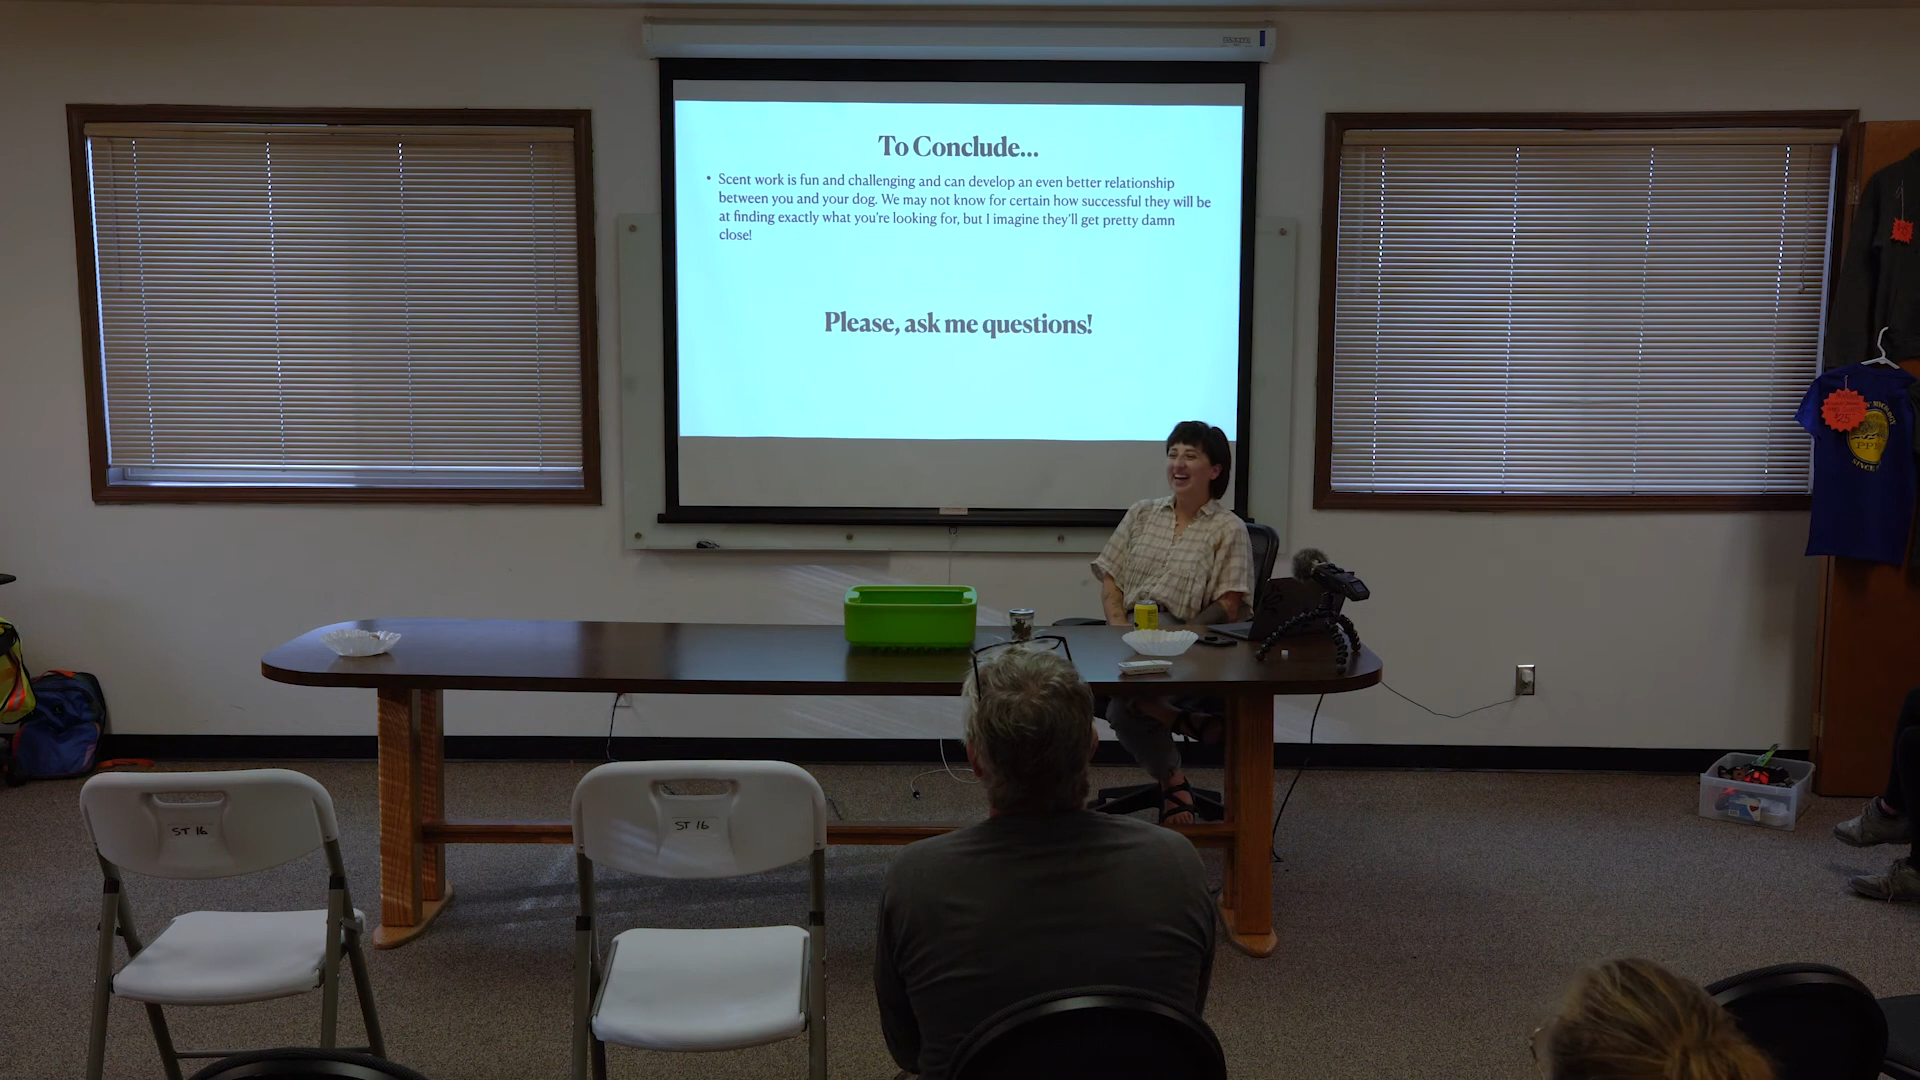 To Conclude...
• Scent work is fun and challenging and can develop an even better relationship
between you and your dog. We may not know for certain how successful they will be
at finding exactly what you're looking for, but I imagine they'll get pretty damn
close!
Please, ask me questions!
$25
SINCE
ST 16
ST 16